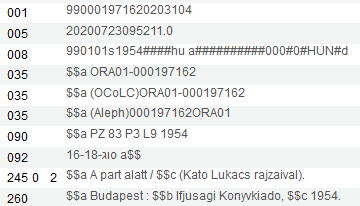 001 990001971620203104
005 20200723095211.0
008 990101s1954####hu a##########000#0#HUN#d
035 $$a ORA01-000197162
035 $$a (OCoLC)ORA01-000197162
035 $$a (Aleph)000197162ORA01
090 $$a PZ 83 P3 L9 1954
092 16-18-גונ a$$
245 0 2 $$a A part alatt / $$c (Kato Lukacs rajzaival).
260 $$a Budapest : $$b Ifjusagi Konyvkiado, $$c 1954.